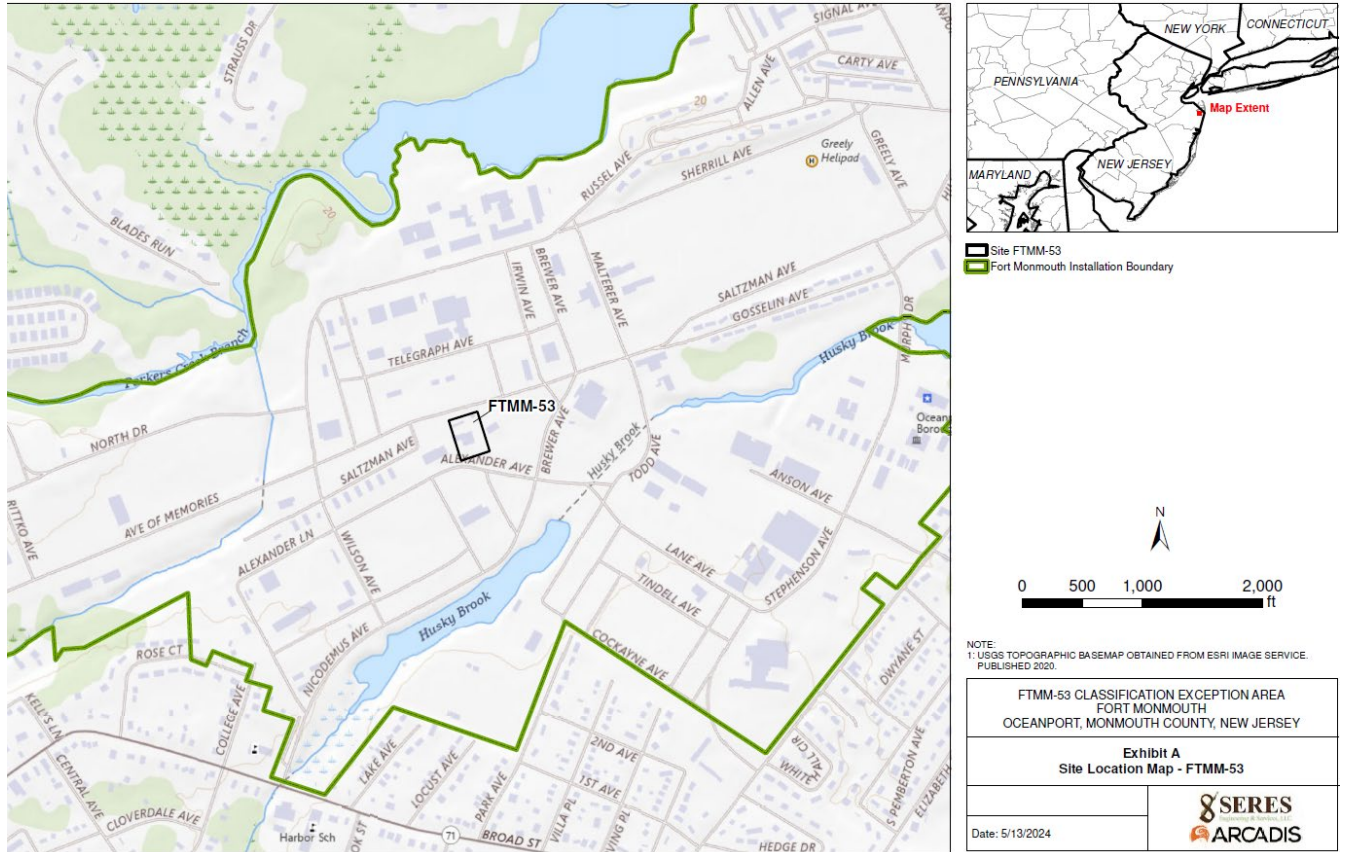 SIGNAL AVE
STRAUSS DR
CARTY AVE
ALLEN AVE
20
RUSSEL AVE
SHERRILL AVE
Greely
Helipad
H
GREELY AVE
BLADES RUN
20
IRWIN AVE
BREWER AVE
MALTERER AVE
SALTZMAN AVE
GOSSELIN AVE
MURPHY DR
Husky Brook
TELEGRAPH AVE
Parkers Creek Branch
FTMM-53
NORTH DR
SALTZMAN AVE
ALEXANDER AVE
BREWER AVE
Husky Brook
TODD AVE
ANSON AVE
RITTKO AVE
AVE OF MEMORIES
ALEXANDER LN
WILSON AVE
LANE AVE
TINDELL AVE
STEPHENSON AVE
Husky Brook
COCKAYNE AVE
NICODEMUS AVE
ROSE CT
COLLEGE AVE
KELL'S LN
CENTRAL AVE
CLOVERDALE AVE
LAKE AVE
LOCUST AVE
PARK AVE
2ND AVE
1ST AVE
VILLA PL
DWYANE ST
WHITEHALL CIR
S PEMBERTON AVE
Harbor Sch
71
BROAD ST
HEDGE DR
NEW YORK
CONNECTICUT
PENNSYLVANIA
Map Extent
NEW JERSEY
MARYLAND
Site FTMM-53
Fort Monmouth Installation Boundary
N
0 500 1,000 2,000
ft
NOTE:
1: USGS TOPOGRAPHIC BASEMAP OBTAINED FROM ESRI IMAGE SERVICE.
PUBLISHED 2020.
FTMM-53 CLASSIFICATION EXCEPTION AREA
FORT MONMOUTH
OCEANPORT, MONMOUTH COUNTY, NEW JERSEY
Exhibit A
Site Location Map - FTMM-53
SERES
Engineering & Services, LLC
ARCADIS
Date: 5/13/2024